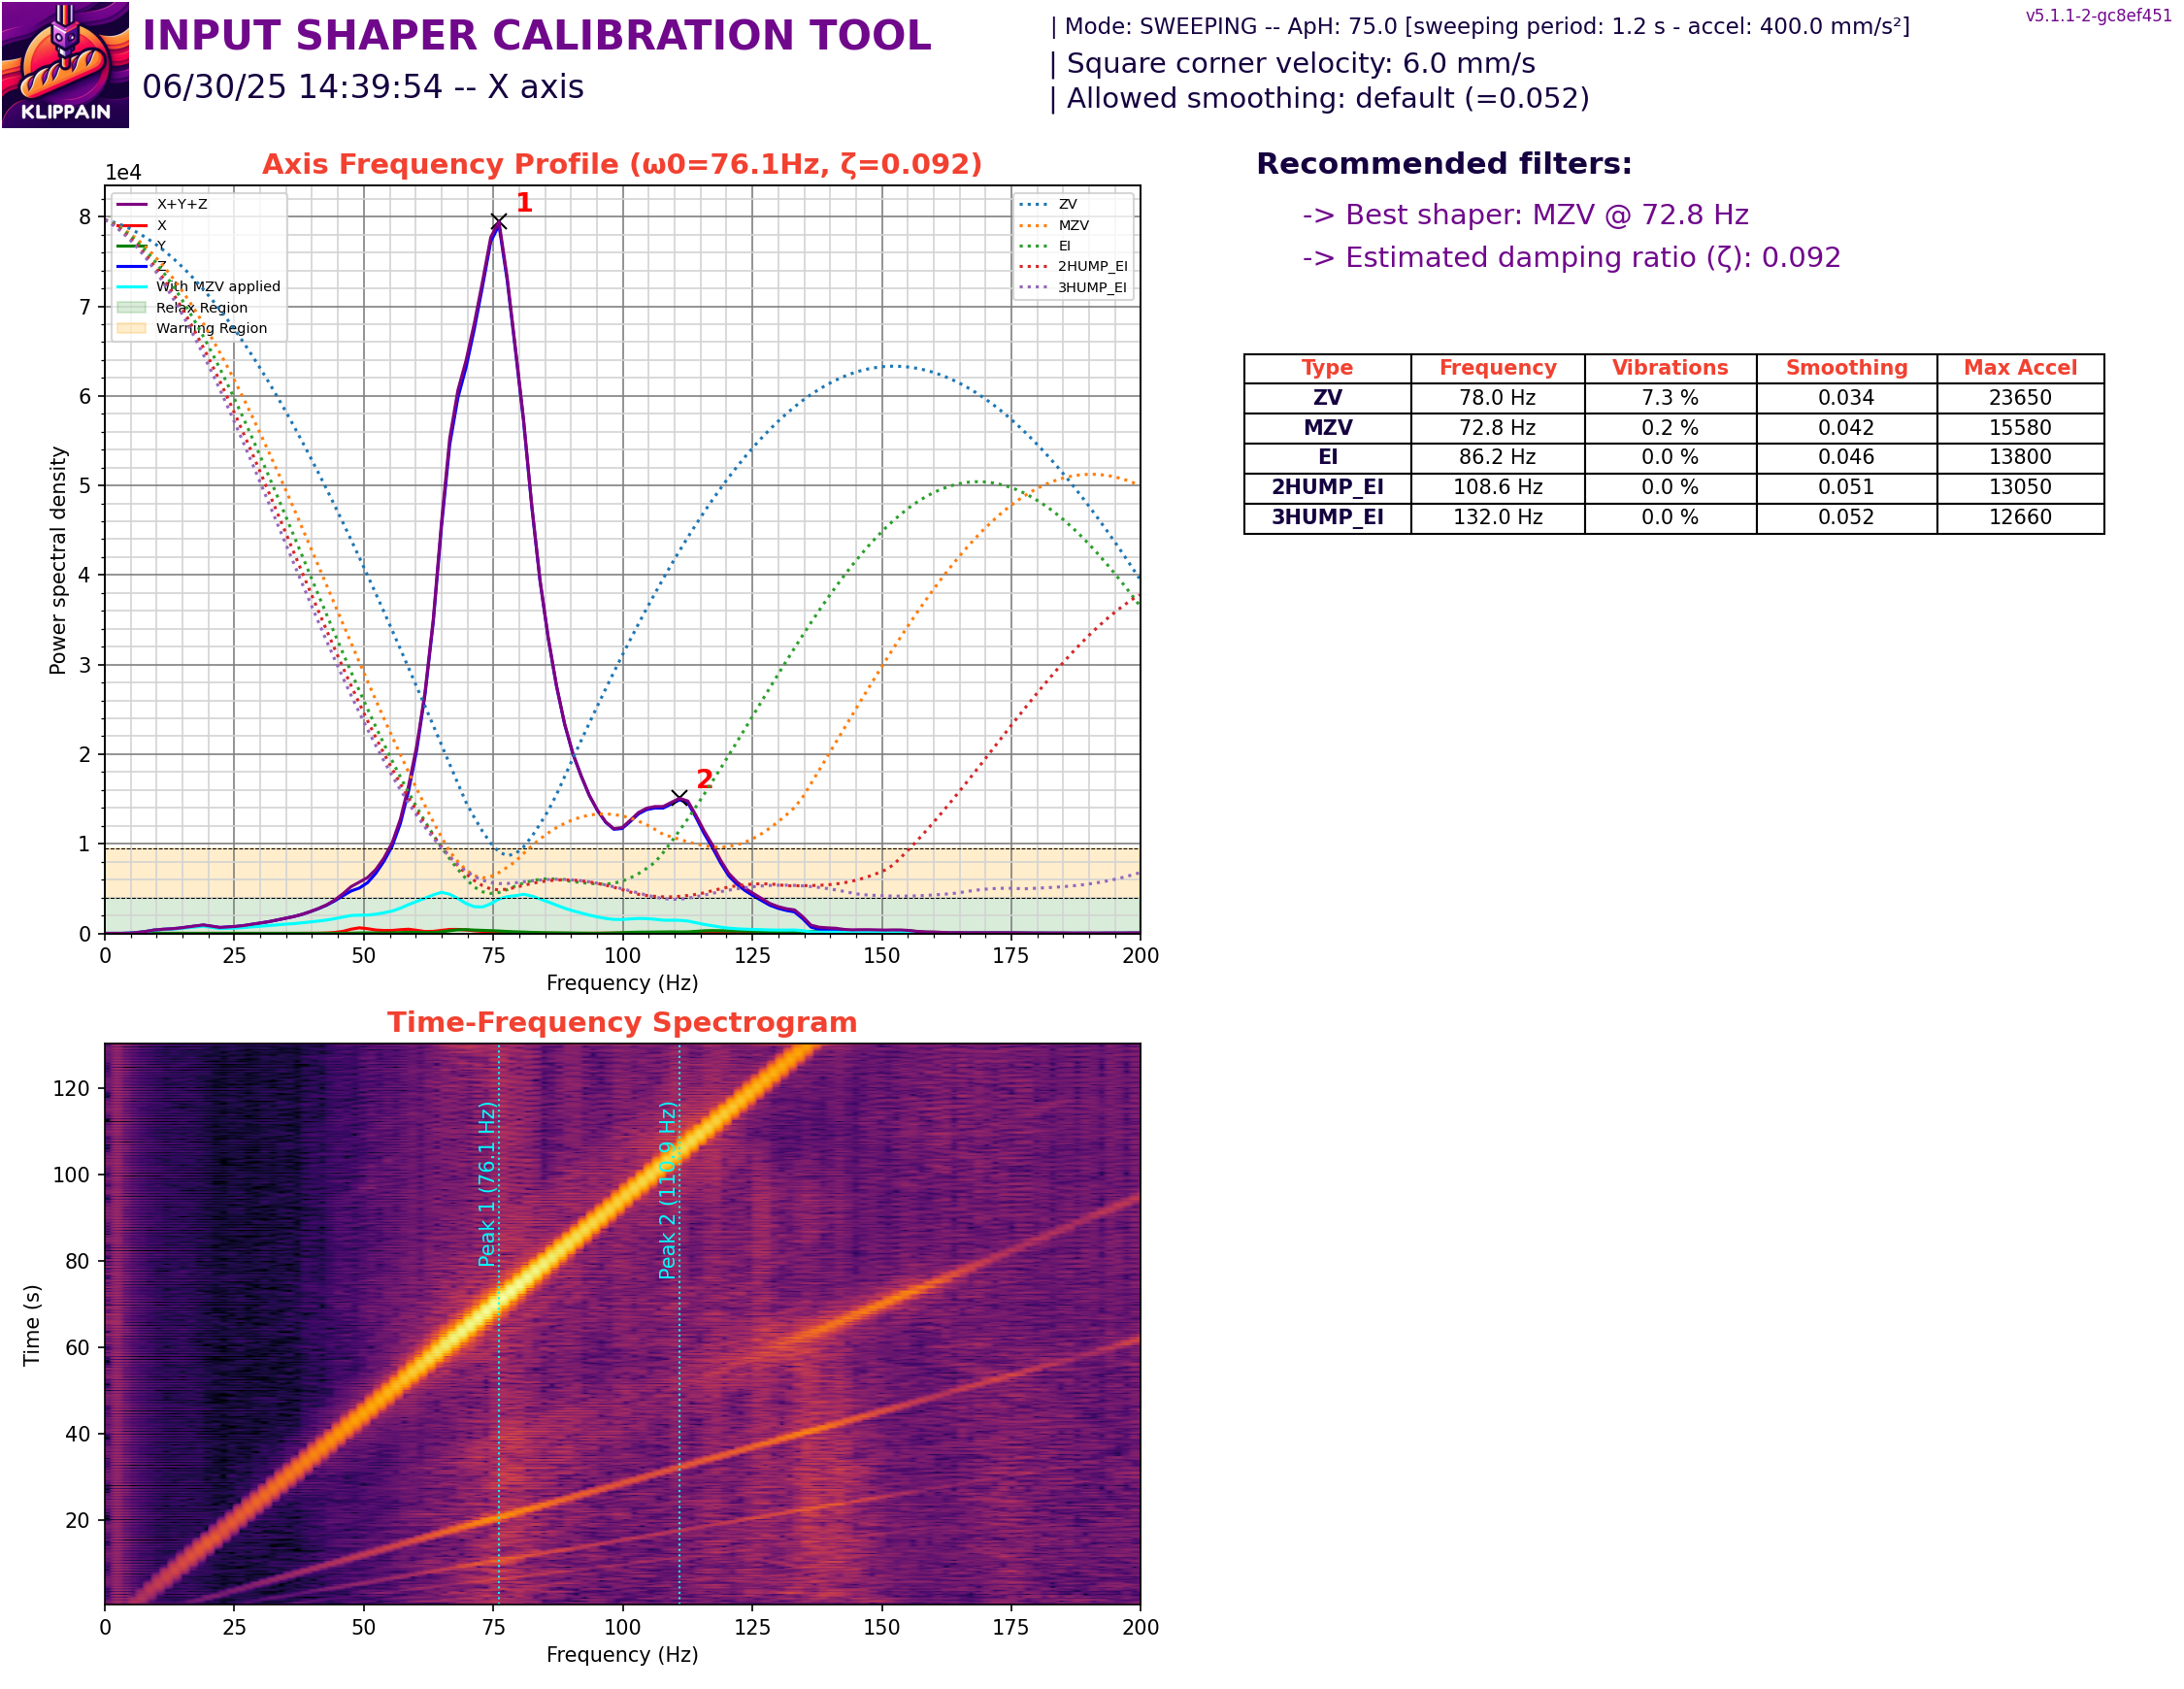 KLIPPAIN
INPUT SHAPER CALIBRATION TOOL
06/30/25 14:39:54 -- X axis
| Mode: SWEEPING -- ApH: 75.0 [sweeping period: 1.2 s - accel: 400.0 mm/s²]
| Square corner velocity: 6.0 mm/s
| Allowed smoothing: default (=0.052)
v5.1.1-2-gc8ef451
Axis Frequency Profile (ω0=76.1Hz, ζ=0.092)
1e4
X+Y+Z
X
Y
Z
With MZV applied
Relax Region
Warning Region
ZV
MZV
EI
2HUMP_EI
3HUMP_EI
1
2
Power spectral density
8
7
6
5
4
3
2
1
0
0 25 50 75 100 125 150 175 200
Frequency (Hz)
Recommended filters:
-> Best shaper: MZV @ 72.8 Hz
-> Estimated damping ratio (ζ): 0.092
Type Frequency Vibrations Smoothing Max Accel
ZV 78.0 Hz 7.3 % 0.034 23650
MZV 72.8 Hz 0.2 % 0.042 15580
EI 86.2 Hz 0.0 % 0.046 13800
2HUMP_EI 108.6 Hz 0.0 % 0.051 13050
3HUMP_EI 132.0 Hz 0.0 % 0.052 12660
Time-Frequency Spectrogram
Time (s)
120
100
80
60
40
20
Peak 1 (76.1 Hz)
Peak 2 (110.9 Hz)
0 25 50 75 100 125 150 175 200
Frequency (Hz)